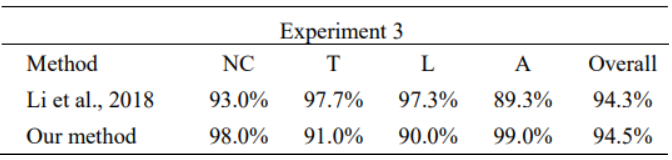 Experiment 3
Method NC T L A Overall
Li et al., 2018 93.0% 97.7% 97.3% 89.3% 94.3%
Our method 98.0% 91.0% 90.0% 99.0% 94.5%